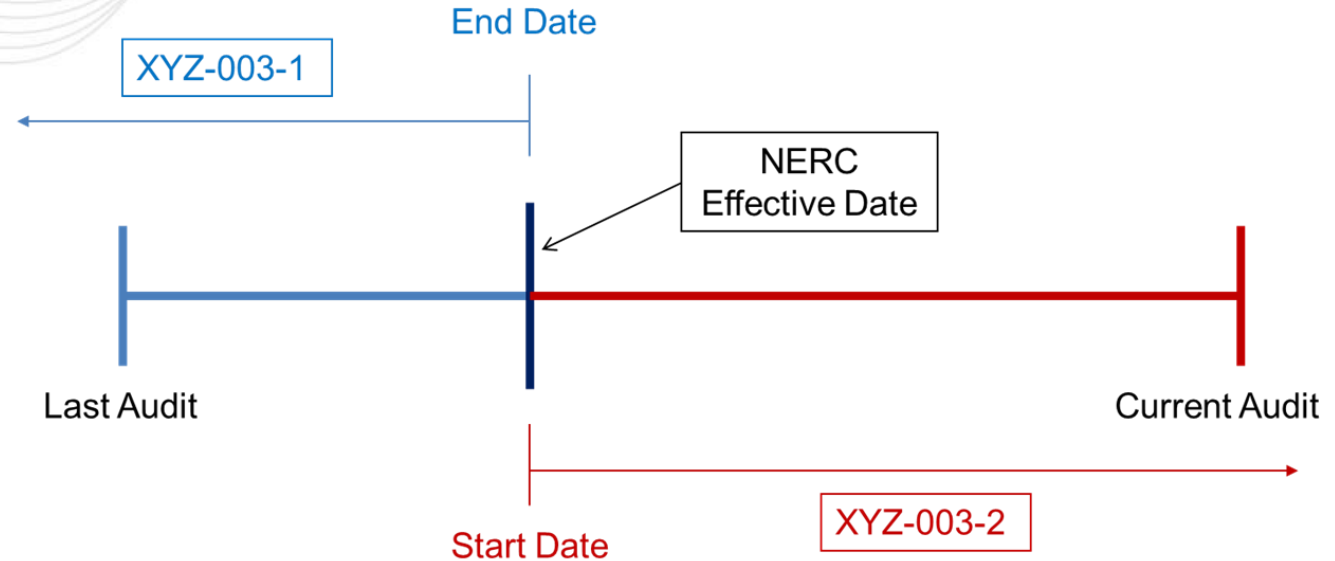 End Date
XYZ-003-1
NERC
Effective Date
Last Audit
Current Audit
XYZ-003-2
Start Date